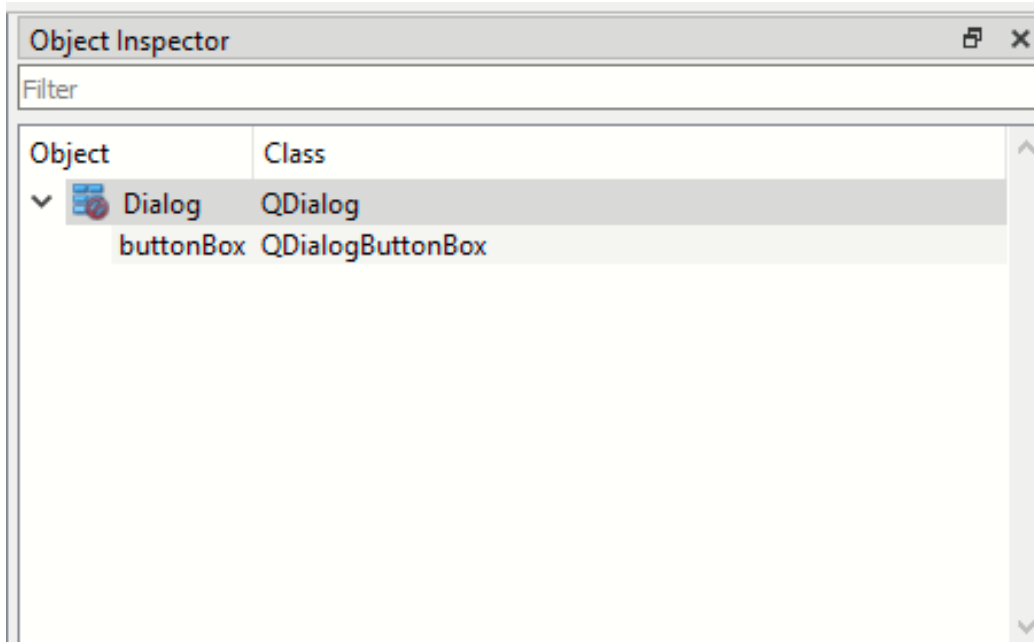 Object Inspector
Filter
Object Class
Dialog QDialog
buttonBox QDialogButtonBox